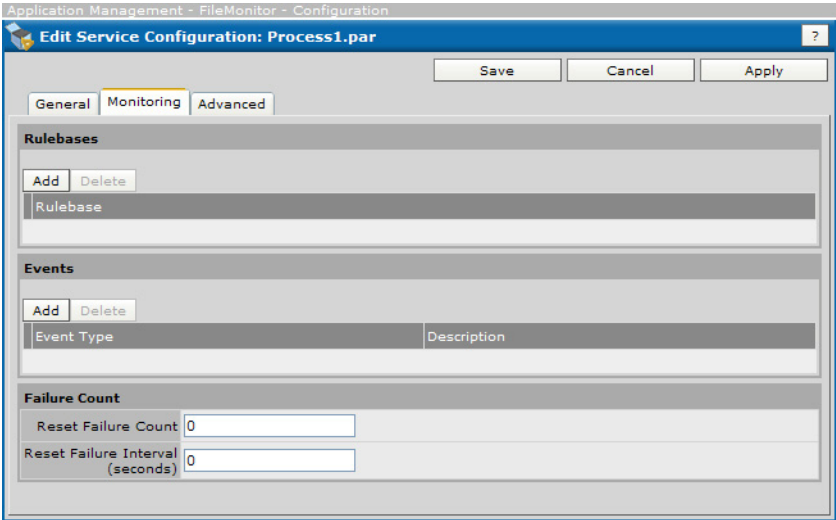 Application Management - FileMonitor - Configuration
Edit Service Configuration: Process1.par
?
Save Cancel Apply
General Monitoring Advanced
Rulebases
Add Delete
Rulebase
Events
Add Delete
Event Type Description
Failure Count
Reset Failure Count 0
Reset Failure Interval
(seconds) 0